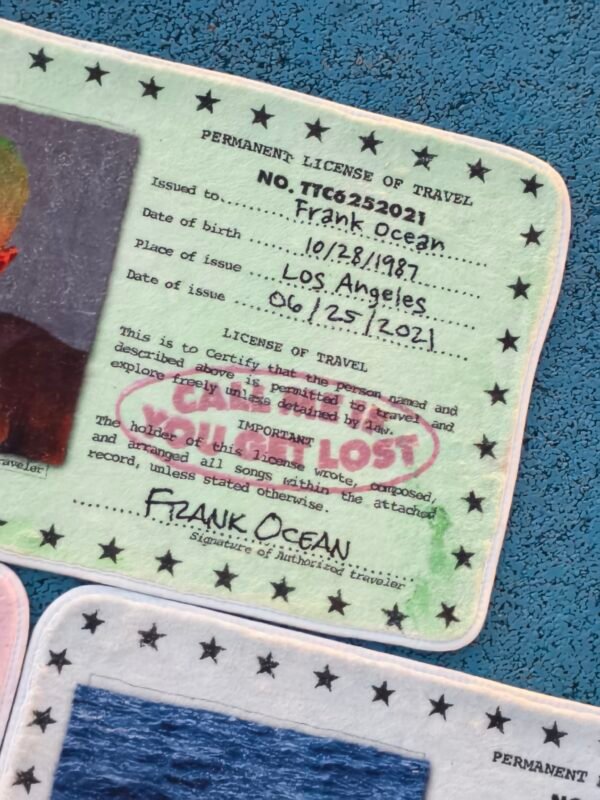 PERMANENT LICENSE OF TRAVEL
NO. TTC6252021
Issued to........ Frank Ocean
Date of birth ........ 10/28/1987
Place of issue ........ Los Angeles
Date of issue ........ 06/25/2021
LICENSE OF TRAVEL
This is to Certify that the person named and
described above is permitted to travel and
explore freely unless detained by law.
CALL ME IF
YOU GET LOST
IMPORTANT
The holder of this license wrote, composed,
and arranged all songs within the attached
record, unless stated otherwise.
FRANK OCEAN
Signature of Authorized traveler
raveler
PERMANENT